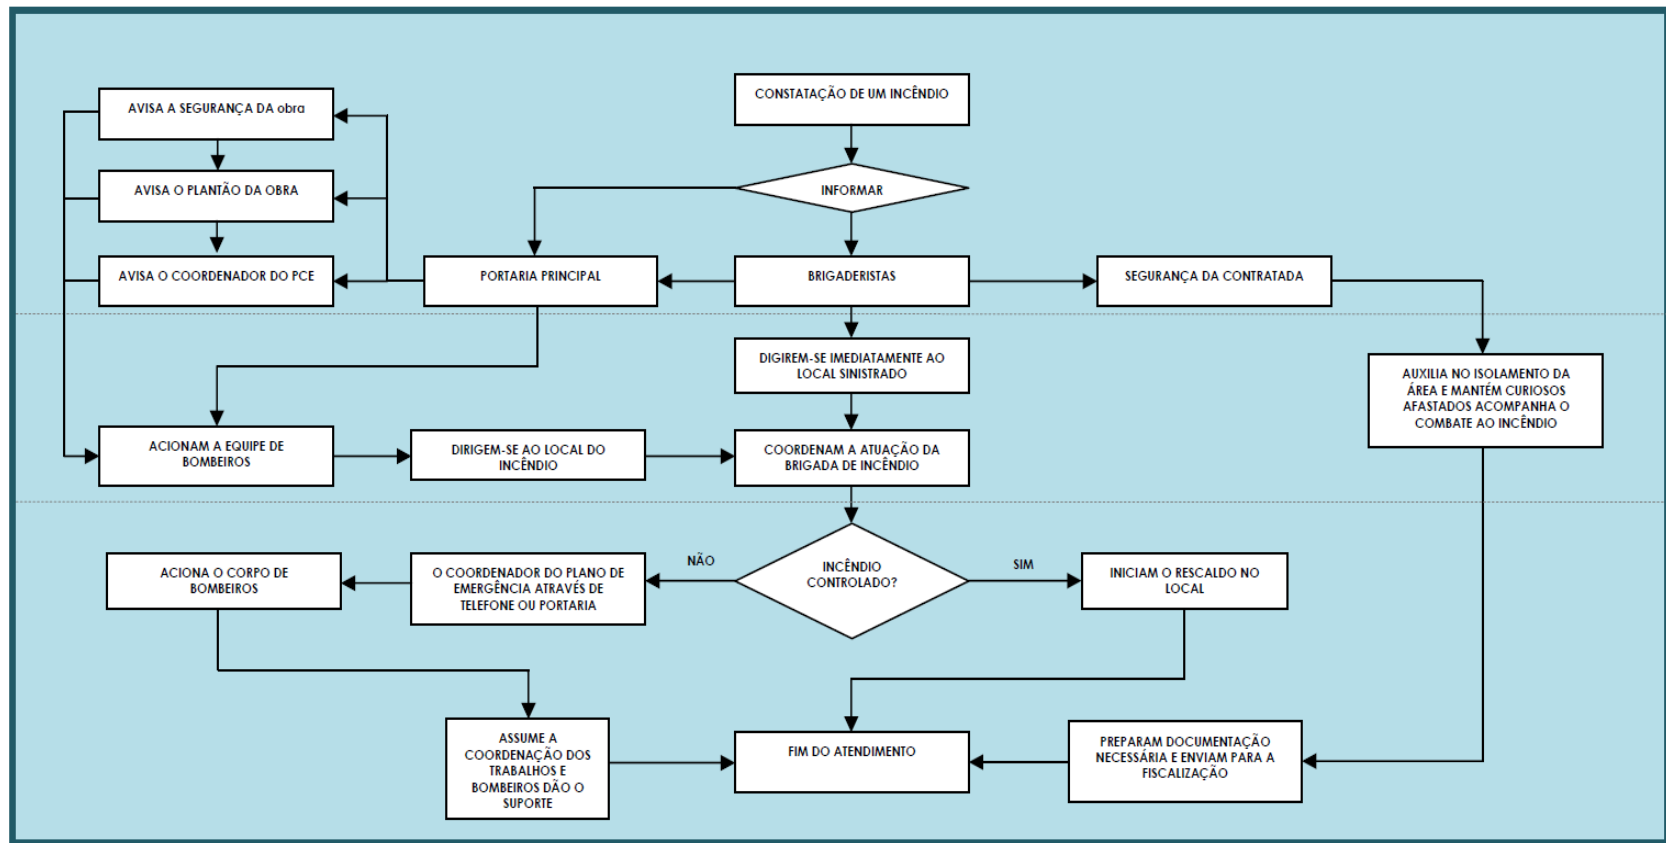 CONSTATAÇÃO DE UM INCÊNDIO
AVISA A SEGURANÇA DA obra
AVISA O PLANTÃO DA OBRA
INFORMAR
AVISA O COORDENADOR DO PCE
PORTARIA PRINCIPAL
BRIGADERISTAS
SEGURANÇA DA CONTRATADA
DIGIREM-SE IMEDIATAMENTE AO
LOCAL SINISTRADO
AUXILIA NO ISOLAMENTO DA
ÁREA E MANTÉM CURIOSOS
AFASTADOS ACOMPANHA O
COMBATE AO INCÊNDIO
ACIONAM A EQUIPE DE
BOMBEIROS
DIRIGEM-SE AO LOCAL DO
INCÊNDIO
COORDENAM A ATUAÇÃO DA
BRIGADA DE INCÊNDIO
ACIONA O CORPO DE
BOMBEIROS
O COORDENADOR DO PLANO DE
EMERGÊNCIA ATRAVÉS DE
TELEFONE OU PORTARIA
NÃO
INCÊNDIO
CONTROLADO?
SIM
INICIAM O RESCALDO NO
LOCAL
ASSUME A
COORDENAÇÃO DOS
TRABALHOS E
BOMBEIROS DÃO O
SUPORTE
FIM DO ATENDIMENTO
PREPARAM DOCUMENTAÇÃO
NECESSÁRIA E ENVIAM PARA A
FISCALIZAÇÃO